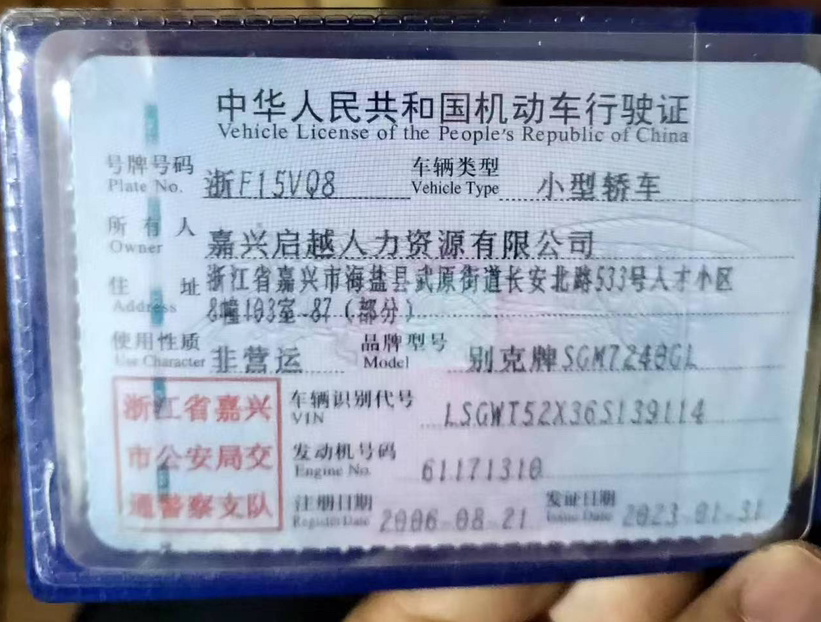 中华人民共和国机动车行驶证
Vehicle License of the People's Republic of China
号牌号码 浙F15VQ8 车辆类型 小型轿车
Plate No. Vehicle Type
所有人 嘉兴启越人力资源有限公司
Owner
住址 浙江省嘉兴市海盐县武原街道长安北路533号人才小区
Address 8幢103室-87(部分)
使用性质 非营运 品牌型号 别克牌SGM7240GL
Use Character Model
浙江省嘉兴 车辆识别代号 LSGWT52X36S139114
VIN
市公安局交 发动机号码 61171310
Engine No.
通警察支队 注册日期 2006-08-21 发证日期 2023-01-31
Register Date Issue Date